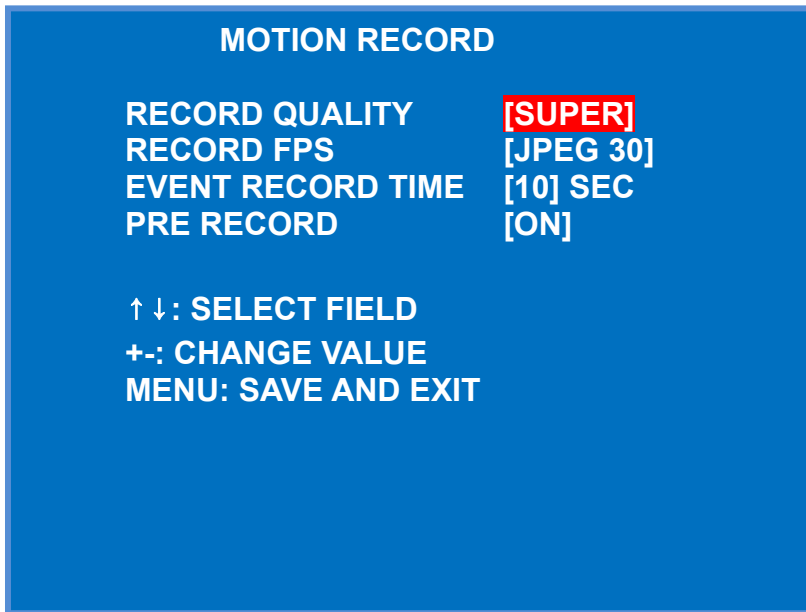 MOTION RECORD
RECORD QUALITY [SUPER]
RECORD FPS [JPEG 30]
EVENT RECORD TIME [10] SEC
PRE RECORD [ON]
↑↓: SELECT FIELD
+-: CHANGE VALUE
MENU: SAVE AND EXIT